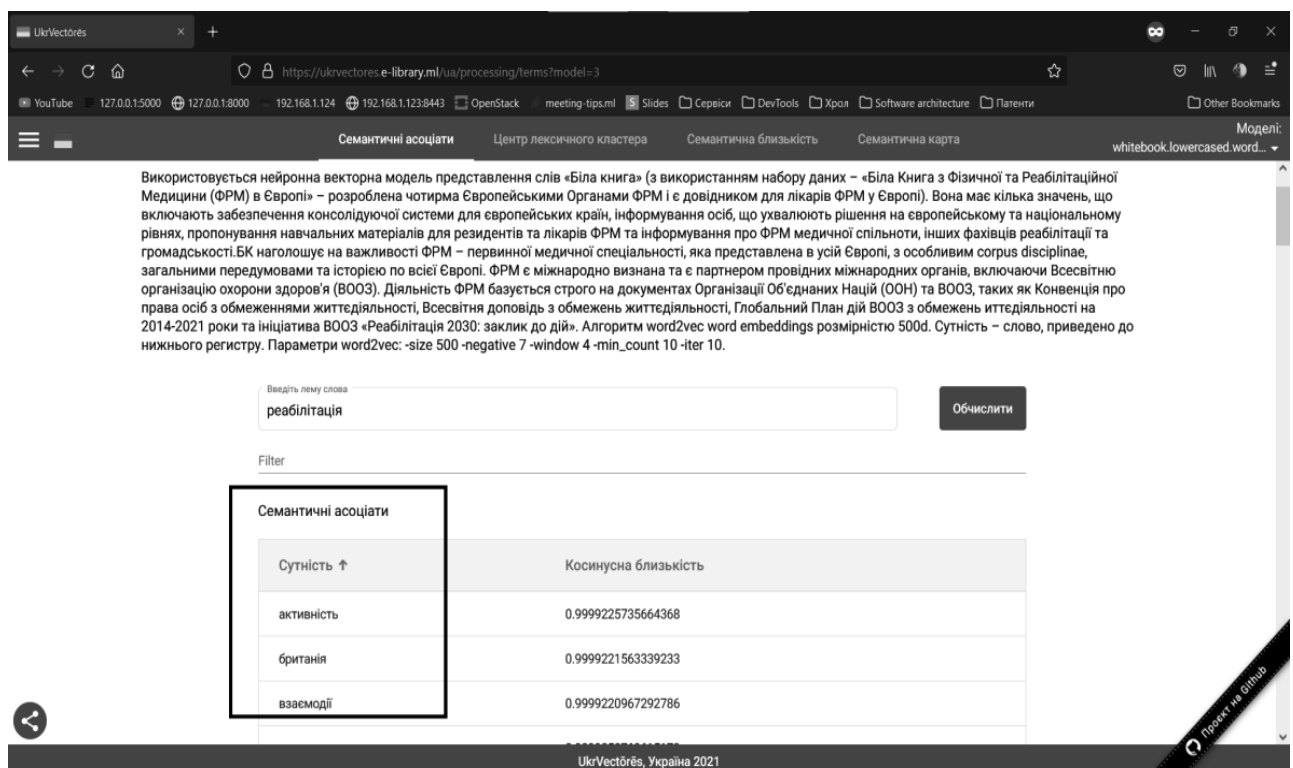 UkrVectōrēs
https://ukrvectores.e-library.ml/ua/processing/terms?model=3
YouTube 127.0.0.1:5000 127.0.0.1:8000 192.168.1.124 192.168.1.123:8443 OpenStack meeting-tips.ml S Slides Сервіси DevTools Хрол Software architecture Патенти Other Bookmarks
Семантичні асоціати Центр лексичного кластера Семантична близькість Семантична карта Моделі:
whitebook.lowercased.word...
Використовується нейронна векторна модель представлення слів «Біла книга» (з використанням набору даних – «Біла Книга з Фізичної та Реабілітаційної
Медицини (ФРМ) в Європі» – розроблена чотирма Європейськими Органами ФРМ і є довідником для лікарів ФРМ у Європі). Вона має кілька значень, що
включають забезпечення консолідуючої системи для європейських країн, інформування осіб, що ухвалюють рішення на європейському та національному
рівнях, пропонування навчальних матеріалів для резидентів та лікарів ФРМ та інформування про ФРМ медичної спільноти, інших фахівців реабілітації та
громадськості.БК наголошує на важливості ФРМ – первинної медичної спеціальності, яка представлена в усій Європі, з особливим corpus disciplinae,
загальними передумовами та історією по всієї Європі. ФРМ є міжнародно визнана та є партнером провідних міжнародних органів, включаючи Всесвітню
організацію охорони здоров'я (ВООЗ). Діяльність ФРМ базується строго на документах Організації Об'єднаних Націй (ООН) та ВООЗ, таких як Конвенція про
права осіб з обмеженнями життєдіяльності, Всесвітня доповідь з обмежень життєдіяльності, Глобальний План дій ВООЗ з обмежень иттєдіяльності на
2014-2021 роки та ініціатива ВООЗ «Реабілітація 2030: заклик до дій». Алгоритм word2vec word embeddings розмірністю 500d. Сутність – слово, приведено до
нижнього регистру. Параметри word2vec: -size 500 -negative 7 -window 4 -min_count 10 -iter 10.
Введіть лему слова
реабілітація
Обчислити
Filter
Семантичні асоціати
Сутність ↑ Косинусна близькість
активність 0.9999225735664368
британія 0.9999221563339233
взаємодії 0.9999220967292786
Проєкт на Github
UkrVectōrēs, Україна 2021